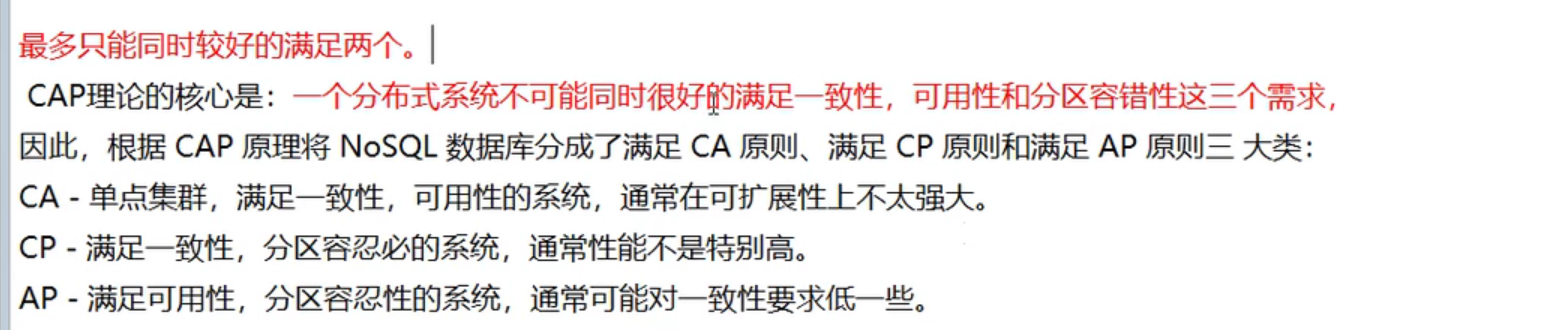 最多只能同时较好的满足两个。
CAP理论的核心是：一个分布式系统不可能同时很好的满足一致性，可用性和分区容错性这三个需求，
因此，根据 CAP 原理将 NoSQL 数据库分成了满足 CA 原则、满足 CP 原则和满足 AP 原则三 大类：
CA - 单点集群，满足一致性，可用性的系统，通常在可扩展性上不太强大。
CP - 满足一致性，分区容忍必的系统，通常性能不是特别高。
AP - 满足可用性，分区容忍性的系统，通常可能对一致性要求低一些。